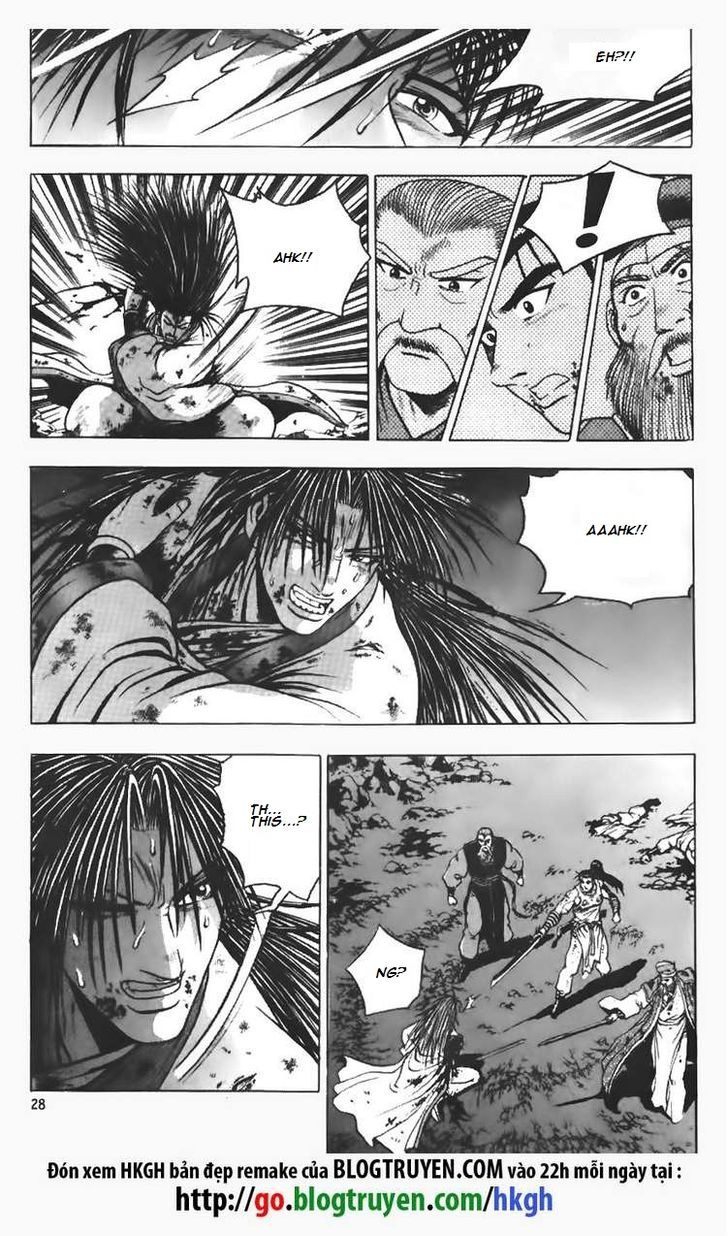 EH?!!
AHK!!
!
AAAHK!!
TH...
THIS...?
NG?
28
Đón xem HKGH bản đẹp remake của BLOGTRUYEN.COM vào 22h mỗi ngày tại :
http://go.blogtruyen.com/hkgh